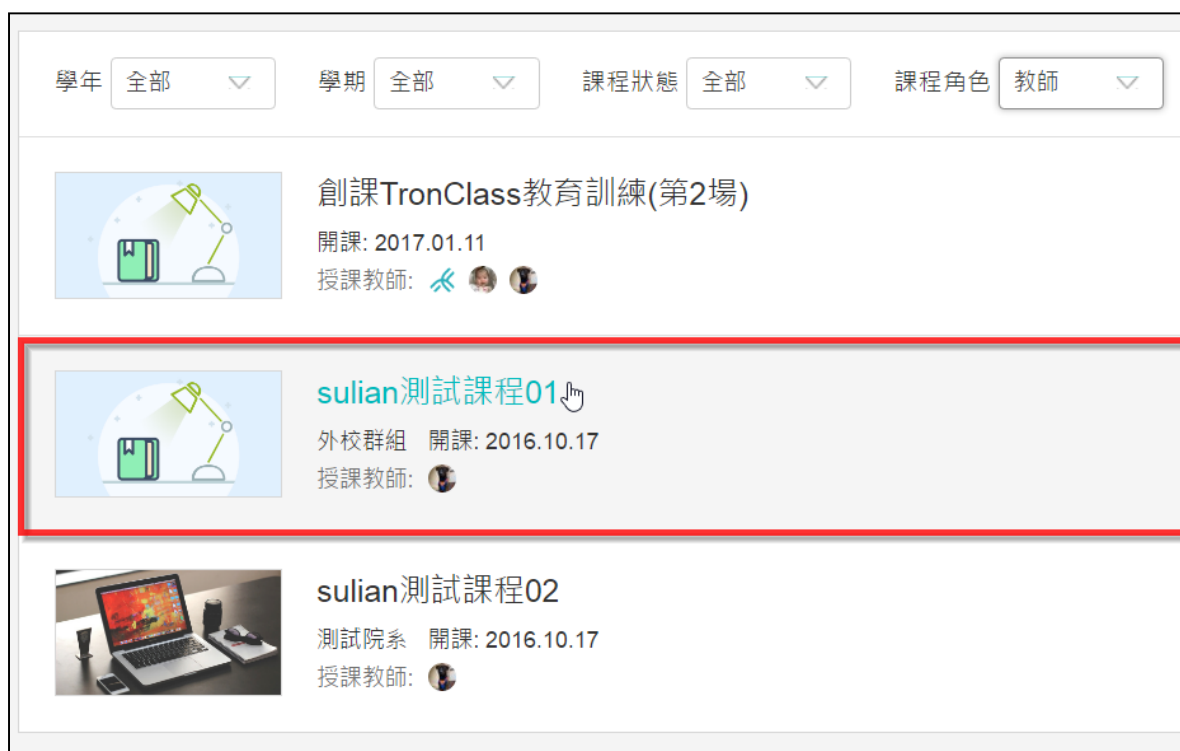 學年 全部 學期 全部 課程狀態 全部 課程角色 教師
創課TronClass教育訓練(第2場)
開課: 2017.01.11
授課教師:
sulian測試課程01
外校群組 開課: 2016.10.17
授課教師:
sulian測試課程02
測試院系 開課: 2016.10.17
授課教師: